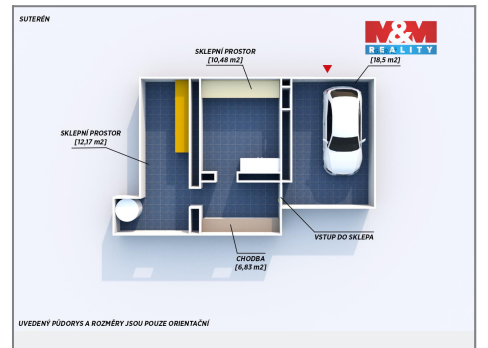 SUTERÉN
M&M
REALITY
SKLEPNÍ PROSTOR
[10,48 m2]
[18,5 m2]
SKLEPNÍ PROSTOR
[12,17 m2]
VSTUP DO SKLEPA
CHODBA
[6,83 m2]
UVEDENÝ PŮDORYS A ROZMĚRY JSOU POUZE ORIENTAČNÍ